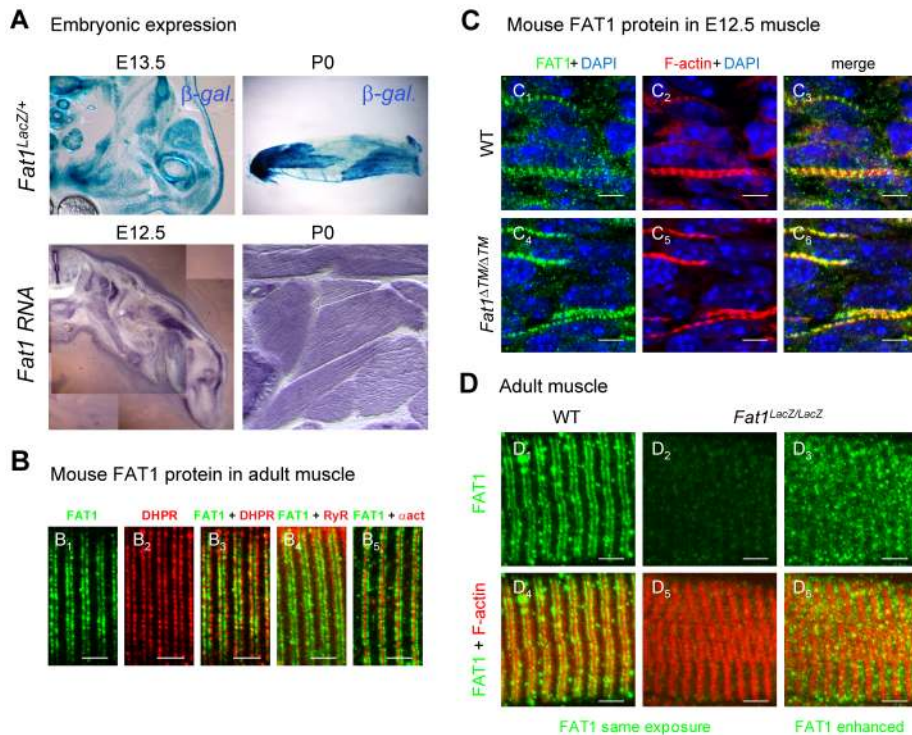 A Embryonic expression
E13.5 P0
Fat1LacZ/+
β-gal. β-gal.
E12.5 P0
Fat1 RNA
B Mouse FAT1 protein in adult muscle
FAT1 DHPR FAT1 + DHPR FAT1 + RyR FAT1 + αact
B1 B2 B3 B4 B5
C Mouse FAT1 protein in E12.5 muscle
FAT1+ DAPI F-actin+ DAPI merge
WT
C1 C2 C3
Fat1ΔTM/ΔTM
C4 C5 C6
D Adult muscle
WT Fat1LacZ/LacZ
FAT1
D1 D2 D3
FAT1 + F-actin
D4 D5 D6
FAT1 same exposure FAT1 enhanced